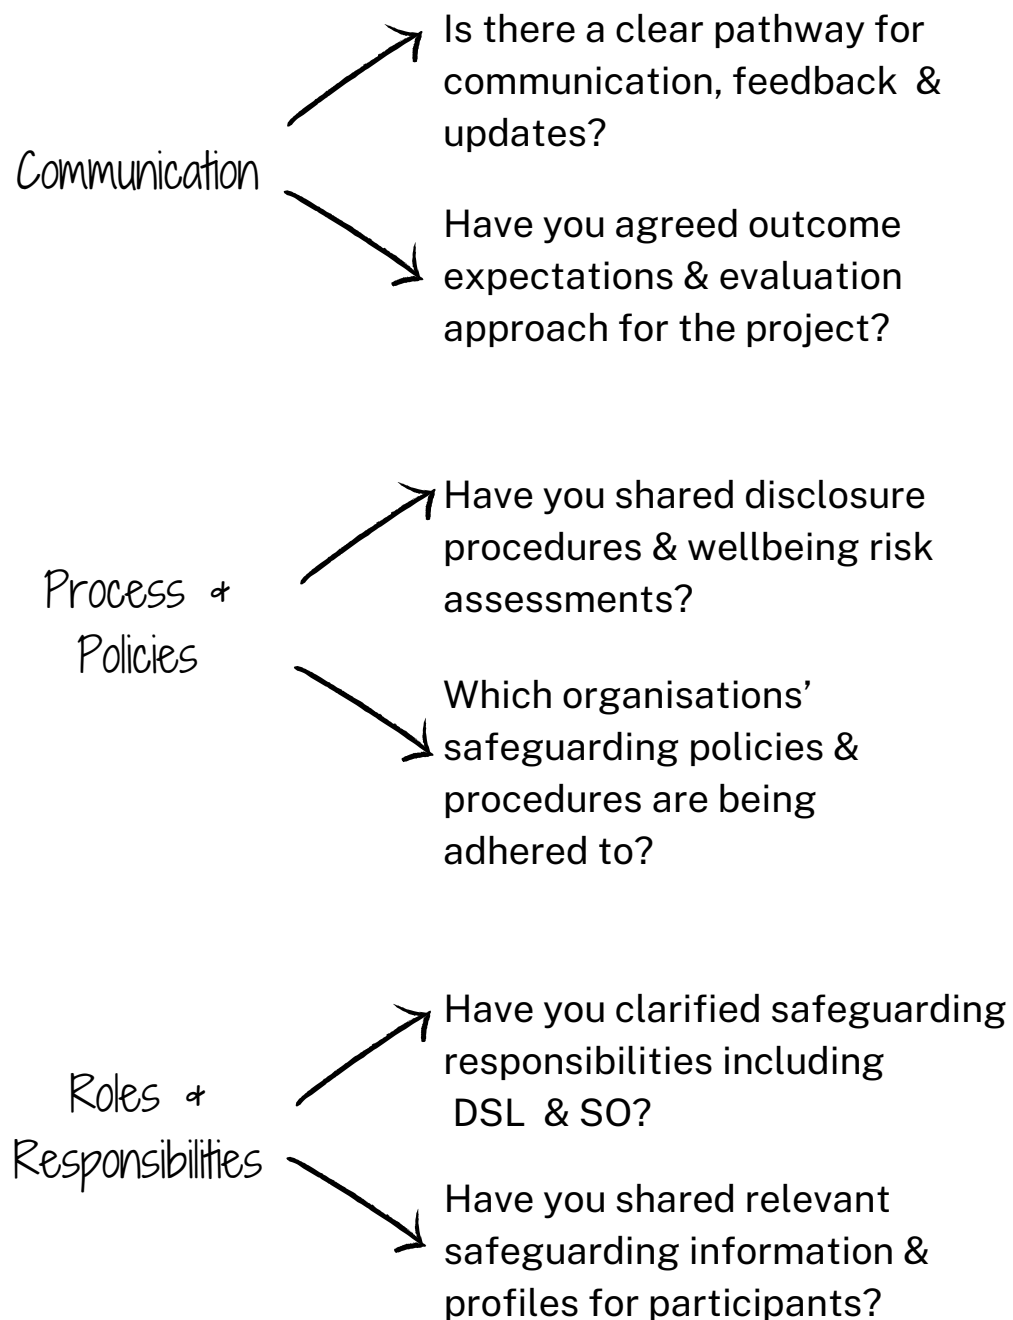 Communication
Is there a clear pathway for
communication, feedback &
updates?
Have you agreed outcome
expectations & evaluation
approach for the project?
Process &
Policies
Have you shared disclosure
procedures & wellbeing risk
assessments?
Which organisations’
safeguarding policies &
procedures are being
adhered to?
Roles &
Responsibilities
Have you clarified safeguarding
responsibilities including
DSL & SO?
Have you shared relevant
safeguarding information &
profiles for participants?